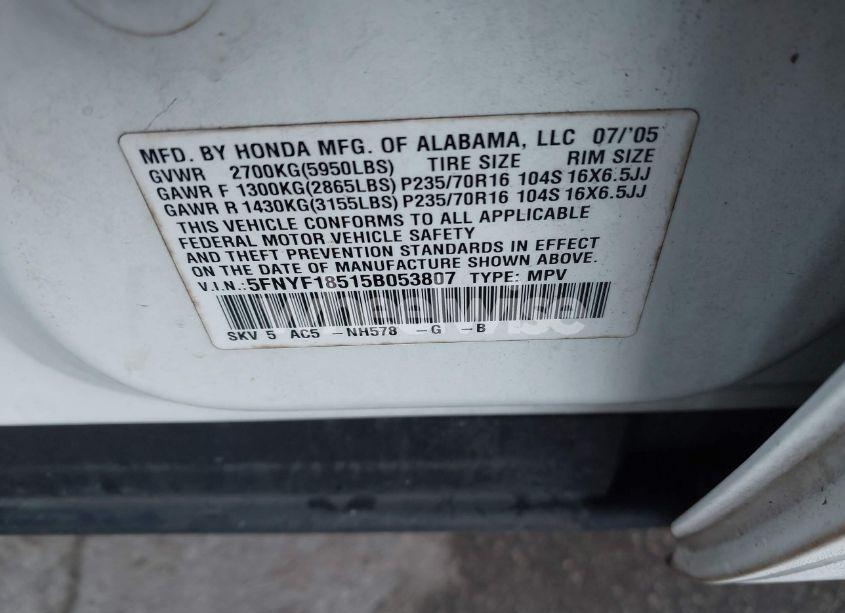 MFD. BY HONDA MFG. OF ALABAMA, LLC 07/'05
GVWR 2700KG(5950LBS) TIRE SIZE RIM SIZE
GAWR F 1300KG(2865LBS) P235/70R16 104S 16X6.5JJ
GAWR R 1430KG(3155LBS) P235/70R16 104S 16X6.5JJ
THIS VEHICLE CONFORMS TO ALL APPLICABLE
FEDERAL MOTOR VEHICLE SAFETY
AND THEFT PREVENTION STANDARDS IN EFFECT
ON THE DATE OF MANUFACTURE SHOWN ABOVE.
V.I.N.:5FNYF18515B053807 TYPE: MPV
SKV 5 AC5 -NH578 -G -B